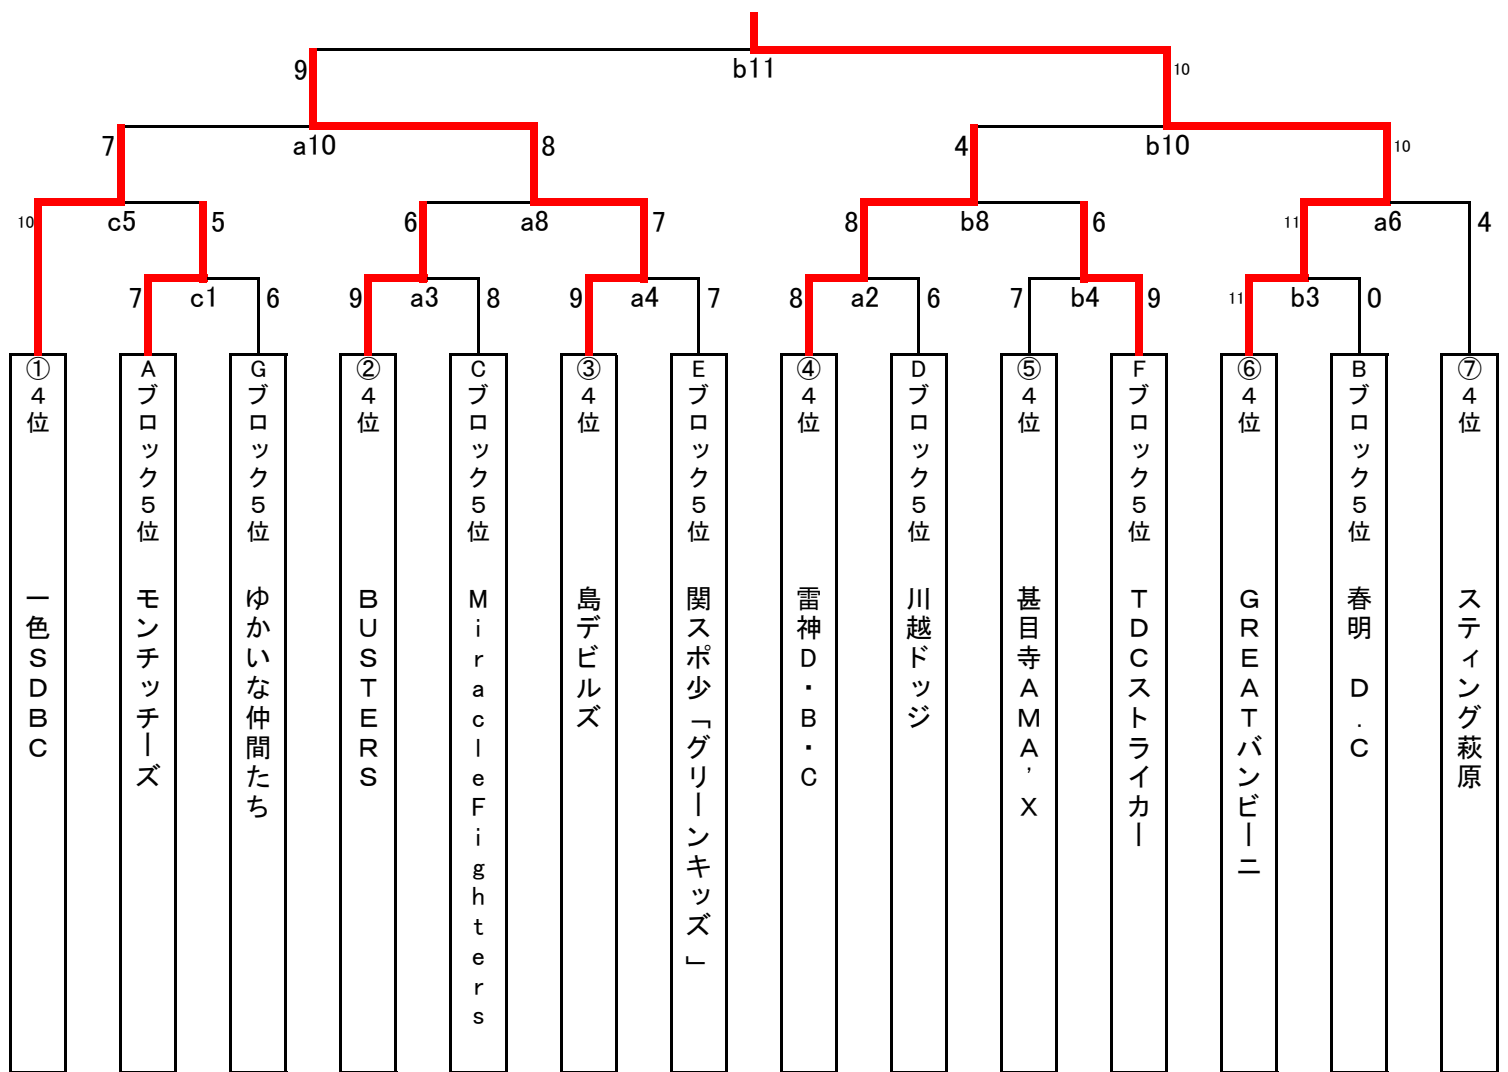 b11
9
10
a10
b10
7
8
4
10
c5
a8
b8
a6
10
5
6
7
8
6
11
4
c1
a3
a4
a2
b4
b3
7
6
9
8
9
7
8
6
7
9
11
0
①4位 一色SDBC
Aブロック5位 モンチッチーズ
Gブロック5位 ゆかいな仲間たち
②4位 BUSTERS
Cブロック5位 MiracleFighters
③4位 島デビルズ
Eブロック5位 関スポ少「グリーンキッズ」
④4位 雷神D・B・C
Dブロック5位 川越ドッジ
⑤4位 甚目寺AMA’X
Fブロック5位 TDCストライカー
⑥4位 GREATバンビーニ
Bブロック5位 春明 D.C
⑦4位 スティング萩原